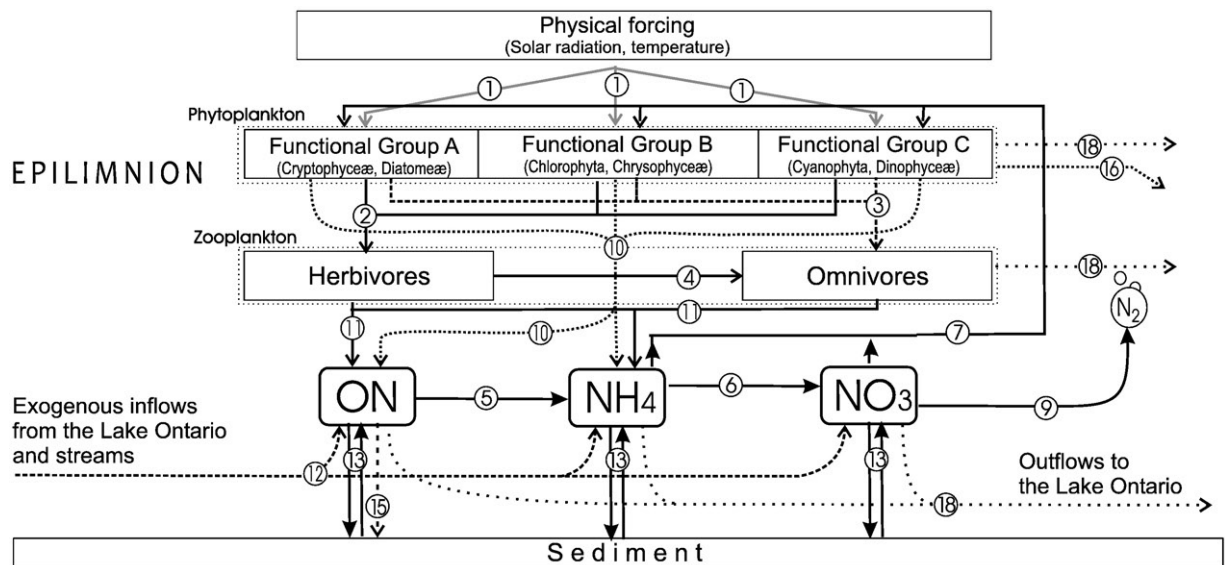 Physical forcing
(Solar radiation, temperature)
① ① ①
Phytoplankton
Functional Group A Functional Group B Functional Group C
(Cryptophyceæ, Diatomeæ) (Chlorophyta, Chrysophyceæ) (Cyanophyta, Dinophyceæ)
⑱
EPILIMNION
⑯
② ③
Zooplankton
⑩
Herbivores ④ Omnivores
⑱
N2
⑪ ⑩ ⑪ ⑦
ON ⑤ NH4 ⑥ NO3 ⑨
Exogenous inflows
from the Lake Ontario
and streams
⑫ ⑬ ⑬ ⑬
⑮ ⑱
Outflows to
the Lake Ontario
Sediment